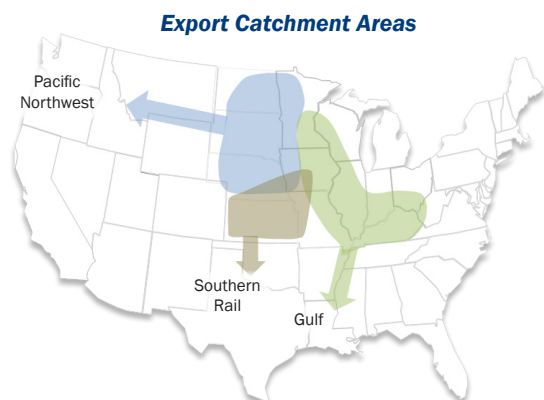 Export Catchment Areas
Pacific
Northwest
Southern
Rail
Gulf